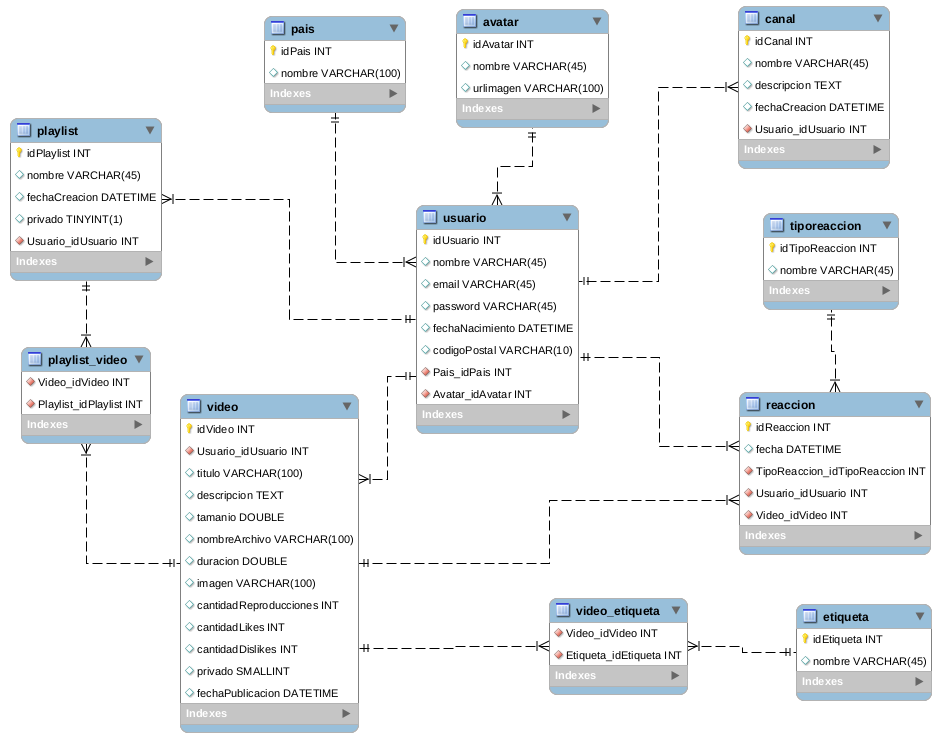 pais
idPais INT
nombre VARCHAR(100)
Indexes
avatar
idAvatar INT
nombre VARCHAR(45)
urlimagen VARCHAR(100)
Indexes
canal
idCanal INT
nombre VARCHAR(45)
descripcion TEXT
fechaCreacion DATETIME
Usuario_idUsuario INT
Indexes
playlist
idPlaylist INT
nombre VARCHAR(45)
fechaCreacion DATETIME
privado TINYINT(1)
Usuario_idUsuario INT
Indexes
usuario
idUsuario INT
nombre VARCHAR(45)
email VARCHAR(45)
password VARCHAR(45)
fechaNacimiento DATETIME
codigoPostal VARCHAR(10)
Pais_idPais INT
Avatar_idAvatar INT
Indexes
tiporeaccion
idTipoReaccion INT
nombre VARCHAR(45)
Indexes
playlist_video
Video_idVideo INT
Playlist_idPlaylist INT
Indexes
video
idVideo INT
Usuario_idUsuario INT
titulo VARCHAR(100)
descripcion TEXT
tamanio DOUBLE
nombreArchivo VARCHAR(100)
duracion DOUBLE
imagen VARCHAR(100)
cantidadReproducciones INT
cantidadLikes INT
cantidadDislikes INT
privado SMALLINT
fechaPublicacion DATETIME
Indexes
reaccion
idReaccion INT
fecha DATETIME
TipoReaccion_idTipoReaccion INT
Usuario_idUsuario INT
Video_idVideo INT
Indexes
video_etiqueta
Video_idVideo INT
Etiqueta_idEtiqueta INT
Indexes
etiqueta
idEtiqueta INT
nombre VARCHAR(45)
Indexes